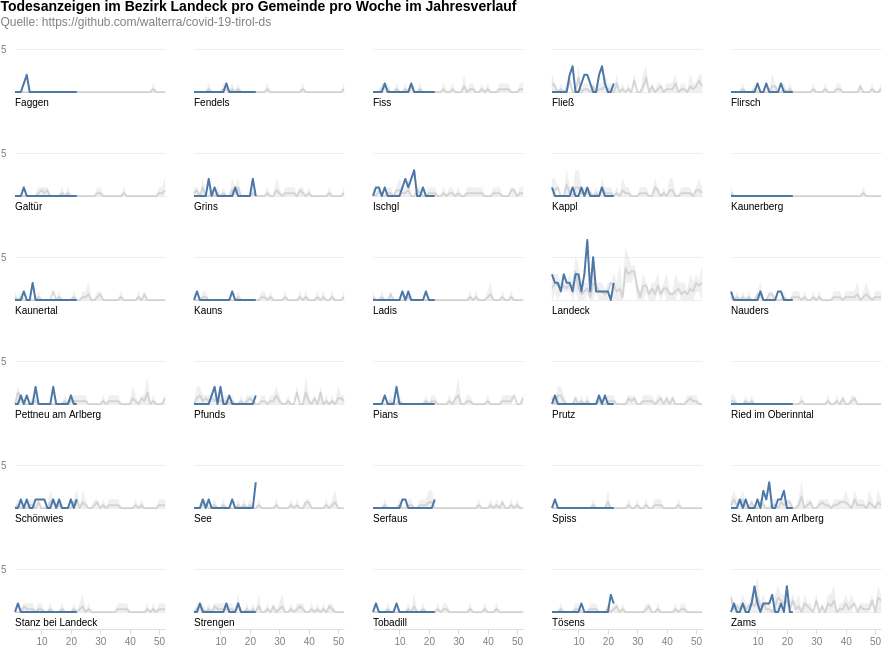 Todesanzeigen im Bezirk Landeck pro Gemeinde pro Woche im Jahresverlauf
Quelle: https://github.com/walterra/covid-19-tirol-ds
5
Faggen Fendels Fiss Fließ Flirsch
5
Galtür Grins Ischgl Kappl Kaunerberg
5
Kaunertal Kauns Ladis Landeck Nauders
5
Pettneu am Arlberg Pfunds Pians Prutz Ried im Oberinntal
5
Schönwies See Serfaus Spiss St. Anton am Arlberg
5
Stanz bei Landeck Strengen Tobadill Tösens Zams
10 20 30 40 50 10 20 30 40 50 10 20 30 40 50 10 20 30 40 50 10 20 30 40 50